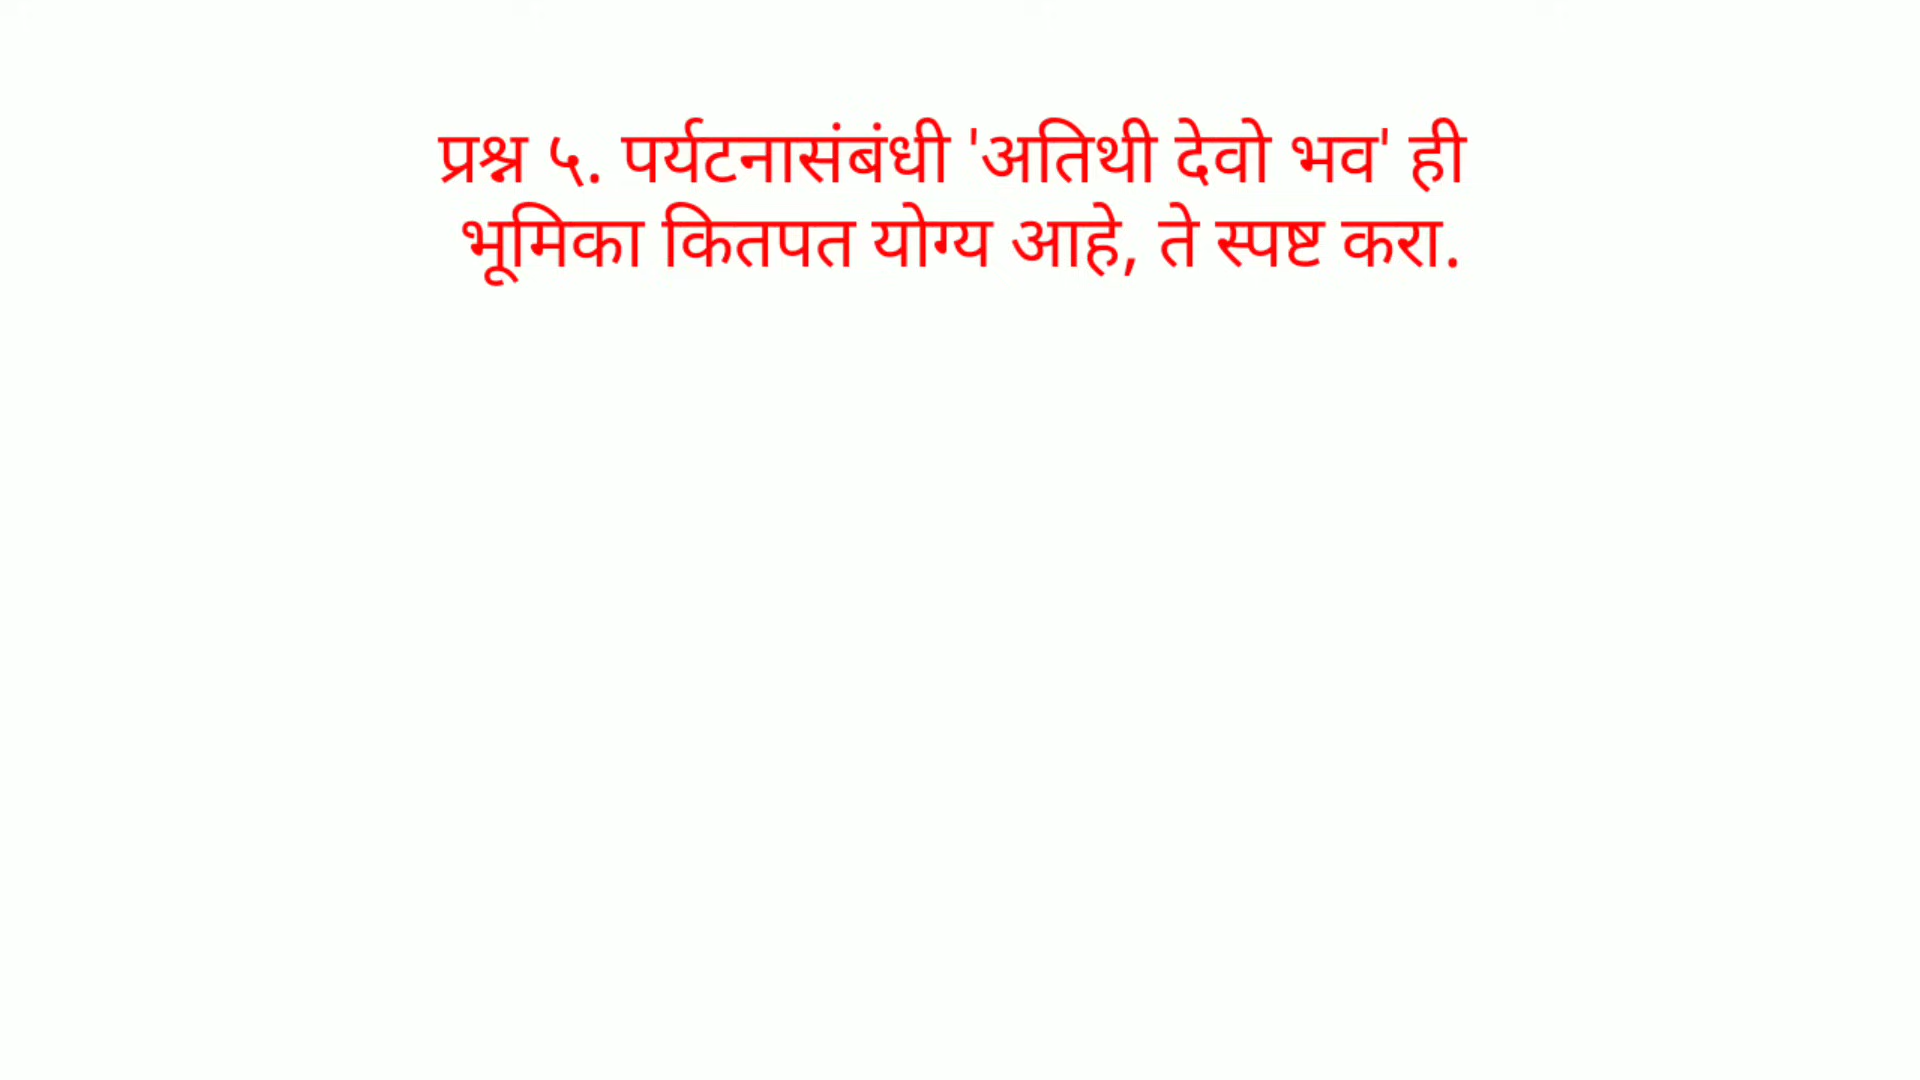 प्रश्न ५. पर्यटनासंबंधी 'अतिथी देवो भव' ही
भूमिका कितपत योग्य आहे, ते स्पष्ट करा.